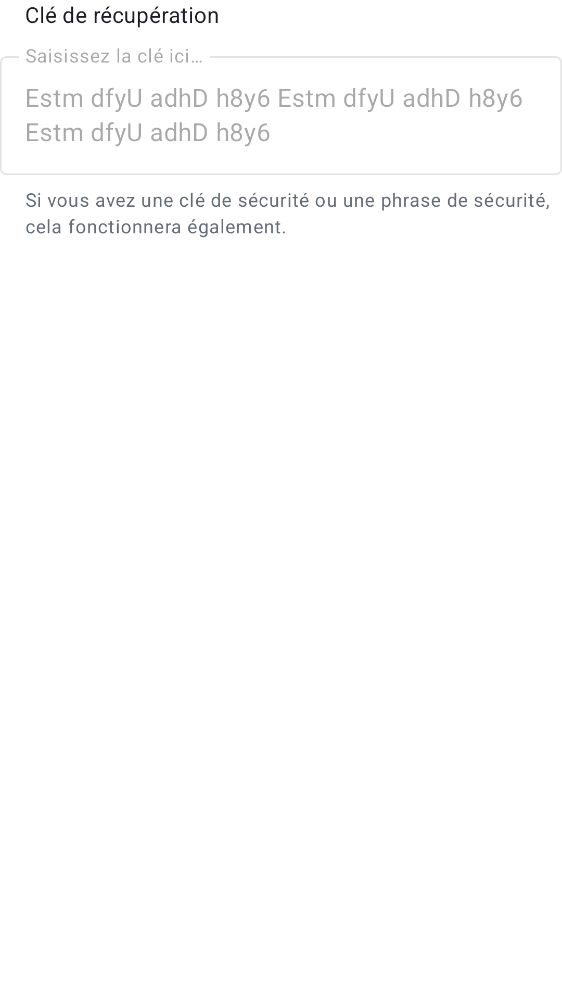 Clé de récupération
Saisissez la clé ici…
Estm dfyU adhD h8y6 Estm dfyU adhD h8y6
Estm dfyU adhD h8y6
Si vous avez une clé de sécurité ou une phrase de sécurité,
cela fonctionnera également.